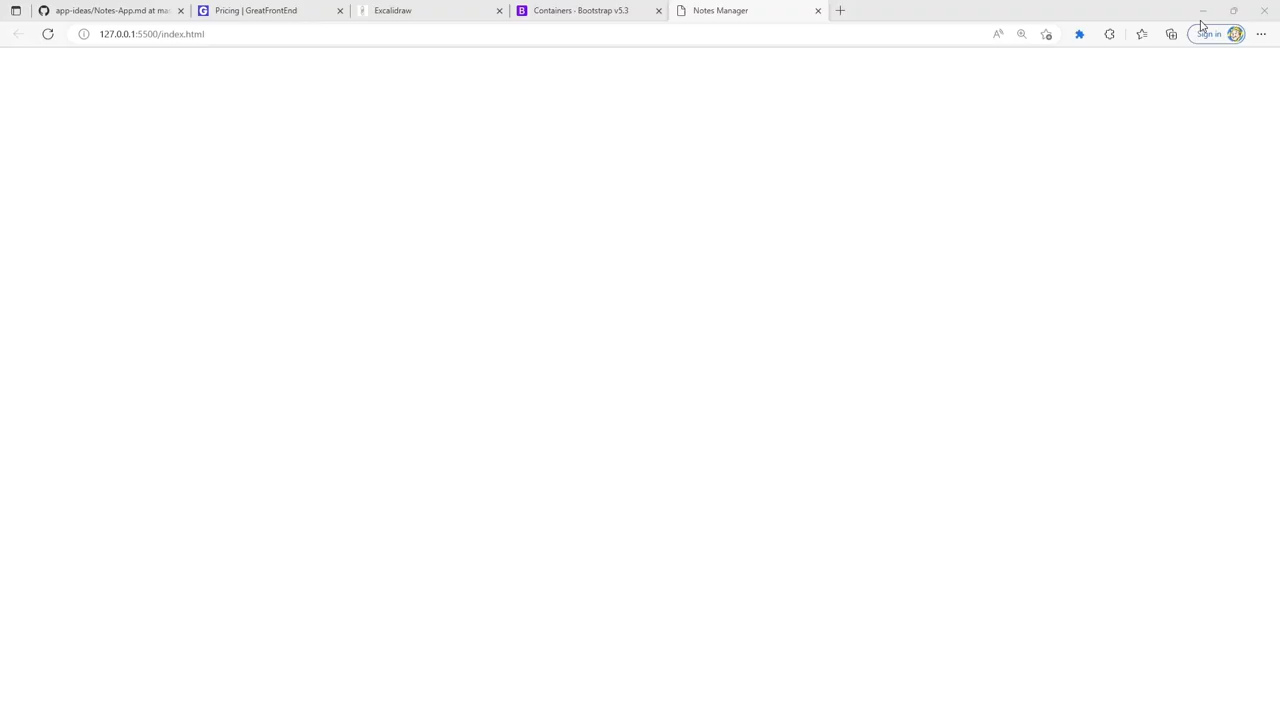 app-ideas/Notes-App.md at ma
Pricing | GreatFrontEnd
Excalidraw
Containers · Bootstrap v5.3
Notes Manager
127.0.0.1:5500/index.html
Sign in